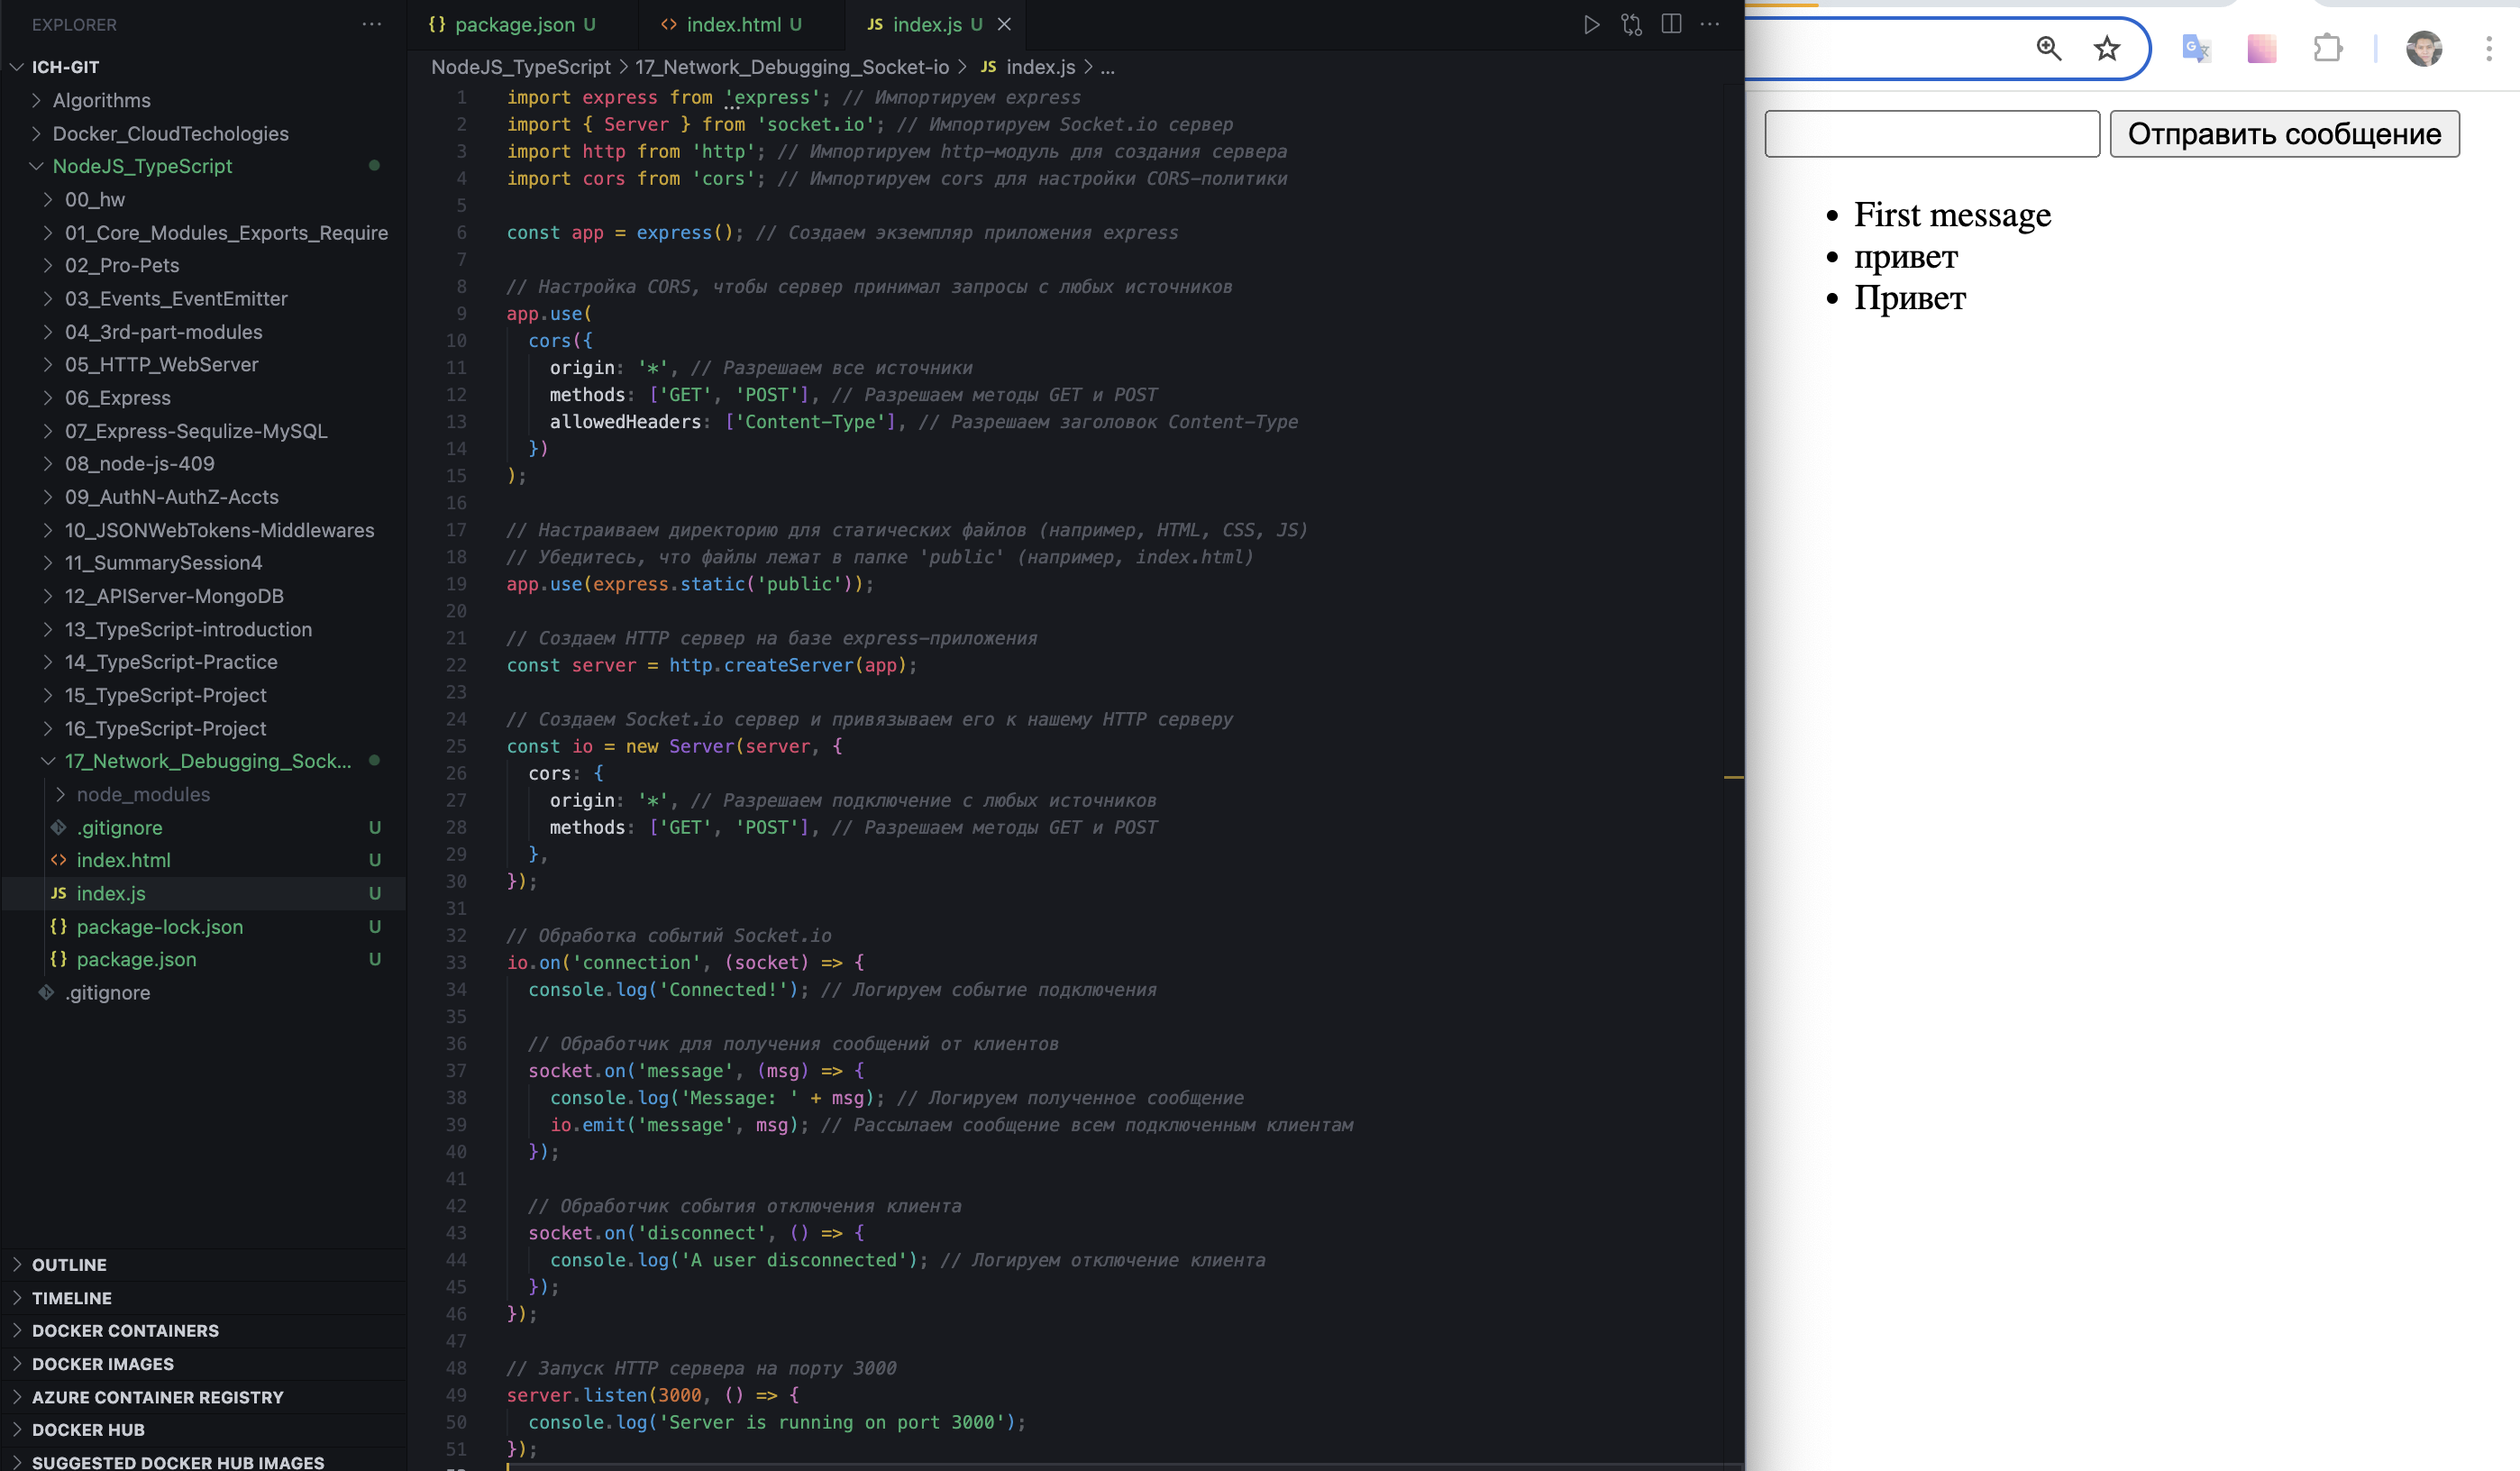 EXPLORER
ICH-GIT
Algorithms
Docker_CloudTechologies
NodeJS_TypeScript
00_hw
01_Core_Modules_Exports_Require
02_Pro-Pets
03_Events_EventEmitter
04_3rd-part-modules
05_HTTP_WebServer
06_Express
07_Express-Sequlize-MySQL
08_node-js-409
09_AuthN-AuthZ-Accts
10_JSONWebTokens-Middlewares
11_SummarySession4
12_APIServer-MongoDB
13_TypeScript-introduction
14_TypeScript-Practice
15_TypeScript-Project
16_TypeScript-Project
17_Network_Debugging_Sock...
node_modules
.gitignore U
index.html U
JS index.js U
{} package-lock.json U
{} package.json U
.gitignore
OUTLINE
TIMELINE
DOCKER CONTAINERS
DOCKER IMAGES
AZURE CONTAINER REGISTRY
DOCKER HUB
SUGGESTED DOCKER HUB IMAGES
{} package.json U <> index.html U JS index.js U
NodeJS_TypeScript > 17_Network_Debugging_Socket-io > JS index.js > ...
1 import express from 'express'; // Импортируем express
2 import { Server } from 'socket.io'; // Импортируем Socket.io сервер
3 import http from 'http'; // Импортируем http-модуль для создания сервера
4 import cors from 'cors'; // Импортируем cors для настройки CORS-политики
5
6 const app = express(); // Создаем экземпляр приложения express
7
8 // Настройка CORS, чтобы сервер принимал запросы с любых источников
9 app.use(
10 cors({
11 origin: '*', // Разрешаем все источники
12 methods: ['GET', 'POST'], // Разрешаем методы GET и POST
13 allowedHeaders: ['Content-Type'], // Разрешаем заголовок Content-Type
14 })
15 );
16
17 // Настраиваем директорию для статических файлов (например, HTML, CSS, JS)
18 // Убедитесь, что файлы лежат в папке 'public' (например, index.html)
19 app.use(express.static('public'));
20
21 // Создаем HTTP сервер на базе express-приложения
22 const server = http.createServer(app);
23
24 // Создаем Socket.io сервер и привязываем его к нашему HTTP серверу
25 const io = new Server(server, {
26 cors: {
27 origin: '*', // Разрешаем подключение с любых источников
28 methods: ['GET', 'POST'], // Разрешаем методы GET и POST
29 },
30 });
31
32 // Обработка событий Socket.io
33 io.on('connection', (socket) => {
34 console.log('Connected!'); // Логируем событие подключения
35
36 // Обработчик для получения сообщений от клиентов
37 socket.on('message', (msg) => {
38 console.log('Message: ' + msg); // Логируем полученное сообщение
39 io.emit('message', msg); // Рассылаем сообщение всем подключенным клиентам
40 });
41
42 // Обработчик события отключения клиента
43 socket.on('disconnect', () => {
44 console.log('A user disconnected'); // Логируем отключение клиента
45 });
46 });
47
48 // Запуск HTTP сервера на порту 3000
49 server.listen(3000, () => {
50 console.log('Server is running on port 3000');
51 });
Отправить сообщение
• First message
• привет
• Привет